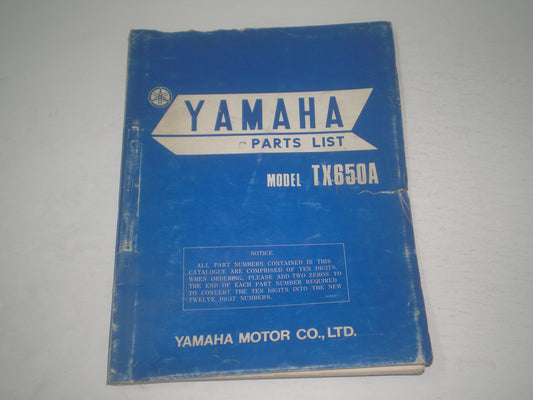 YAMAHA
PARTS LIST
MODEL TX650A
NOTICE
ALL PART NUMBERS CONTAINED IN THIS
CATALOGUE ARE COMPRISED OF TEN DIGITS.
WHEN ORDERING, PLEASE ADD TWO ZEROS TO
THE END OF EACH PART NUMBER REQUIRED
TO CONVERT THE TEN DIGITS INTO THE NEW
TWELVE DIGIT NUMBERS.
YAMAHA MOTOR CO., LTD.